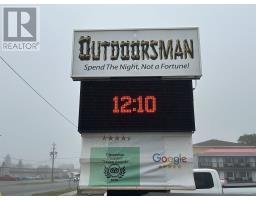 REALTOR
OUTDOORSMAN
Spend The Night, Not a Fortune!
12:10
Google